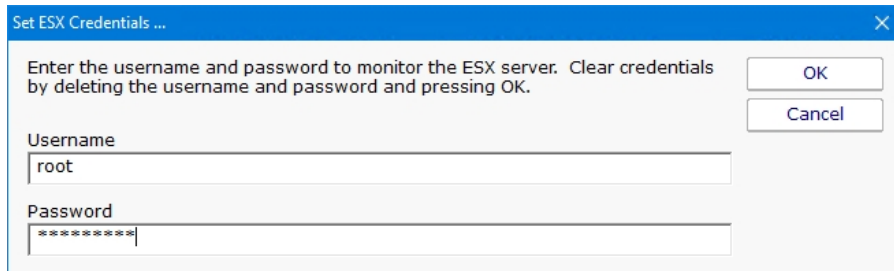 Set ESX Credentials ...
Enter the username and password to monitor the ESX server.  Clear credentials
by deleting the username and password and pressing OK.
OK
Cancel
Username
root
Password
*********